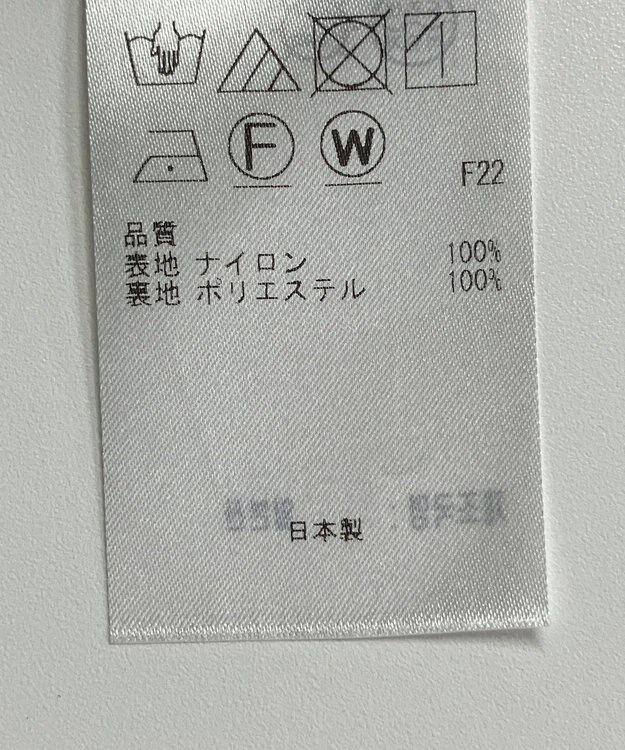 F
W
F22
品質
表地 ナイロン 100%
裏地 ポリエステル 100%
日本製